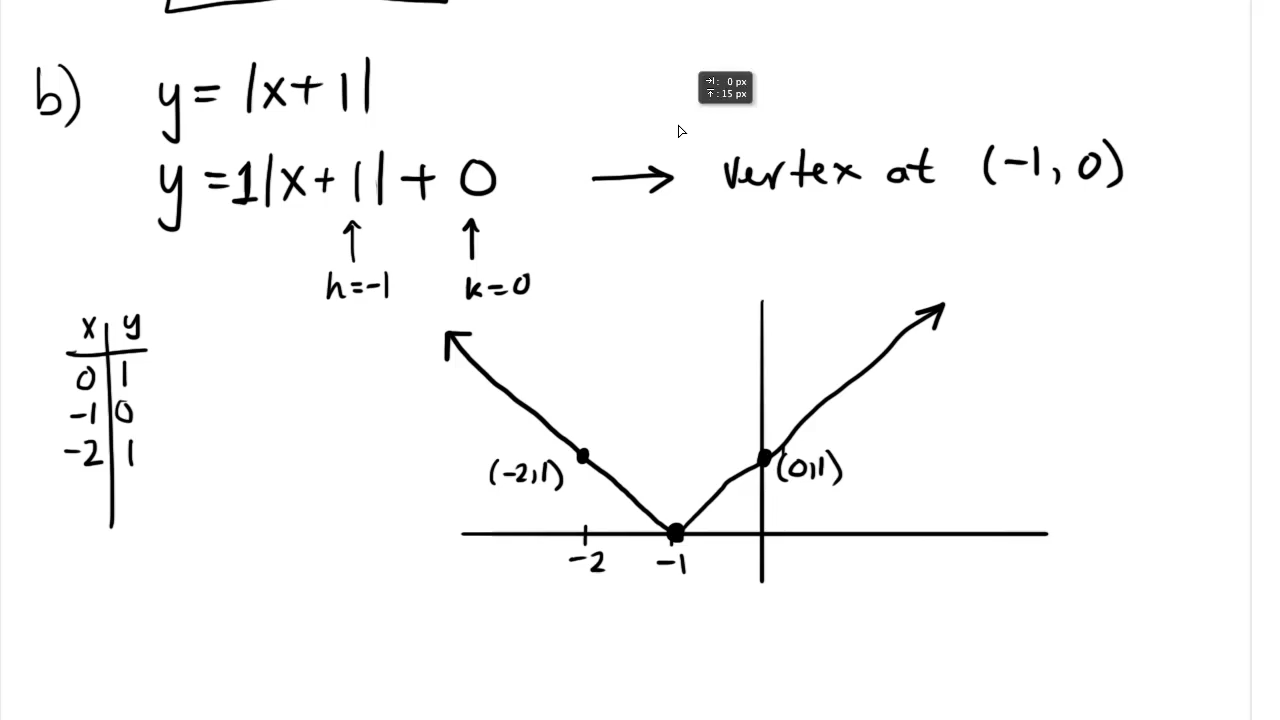 b) y = |x+1|
→|: 0 px
↑: 15 px
y = 1|x+1| + 0 → vertex at (-1, 0)
↑ ↑
h=-1 k=0
x | y
0 | 1
-1 | 0
-2 | 1
(-2,1) (0,1)
-2 -1